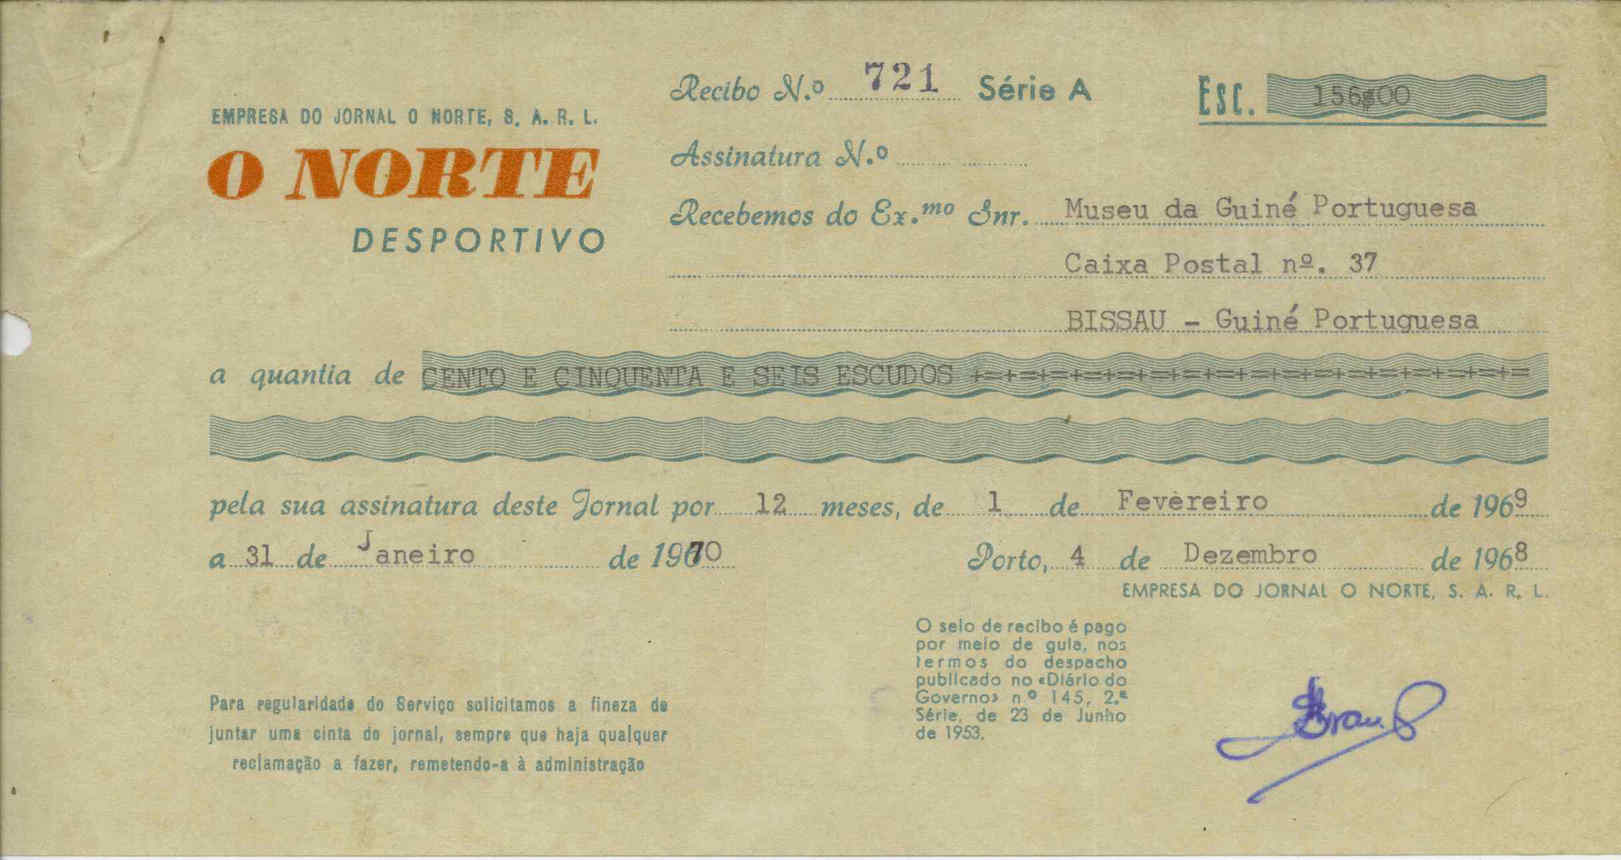 EMPRESA DO JORNAL O NORTE, S. A. R. L.
O NORTE
DESPORTIVO
Recibo N.º 721 Série A
Esc. 156$00
Assinatura N.º
Recebemos do Ex.mo Snr. Museu da Guiné Portuguesa
Caixa Postal nº. 37
BISSAU - Guiné Portuguesa
a quantia de CENTO E CINQUENTA E SEIS ESCUDOS +=+=+=+=+=+=+=+=+=+=+=+=+=+=+=+=+=
pela sua assinatura deste Jornal por 12 meses, de 1 de Fevereiro de 1969
a 31 de Janeiro de 1970
Porto, 4 de Dezembro de 1968
EMPRESA DO JORNAL O NORTE, S. A. R. L.
O selo de recibo é pago
por meio de guia, nos
termos do despacho
publicado no «Diário do
Governo» n.º 145, 2.ª
Série, de 23 de Junho
de 1953.
Para regularidade do Serviço solicitamos a fineza de
juntar uma cinta do jornal, sempre que haja qualquer
reclamação a fazer, remetendo-a à administração